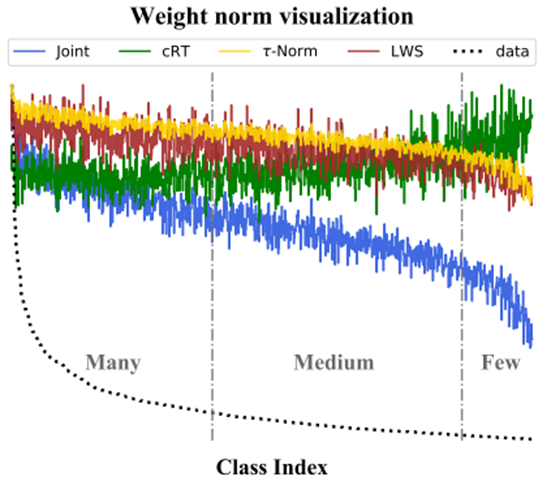 Weight norm visualization
Joint cRT τ-Norm LWS data
Many Medium Few
Class Index